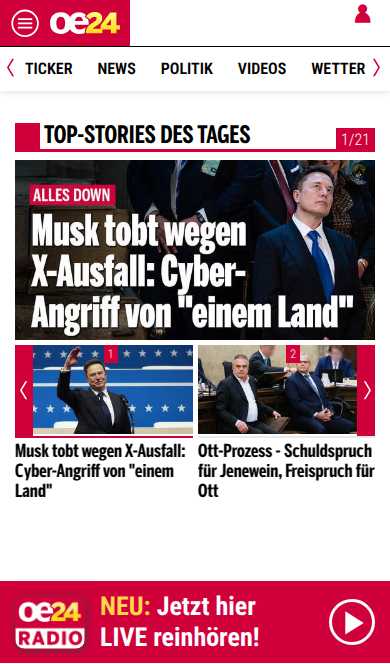 oe24
TICKER NEWS POLITIK VIDEOS WETTER
TOP-STORIES DES TAGES
1/21
ALLES DOWN
Musk tobt wegen
X-Ausfall: Cyber-
Angriff von "einem Land"
1
2
Musk tobt wegen X-Ausfall:
Cyber-Angriff von "einem
Land"
Ott-Prozess - Schuldspruch
für Jenewein, Freispruch für
Ott
oe24
RADIO
NEU: Jetzt hier
LIVE reinhören!